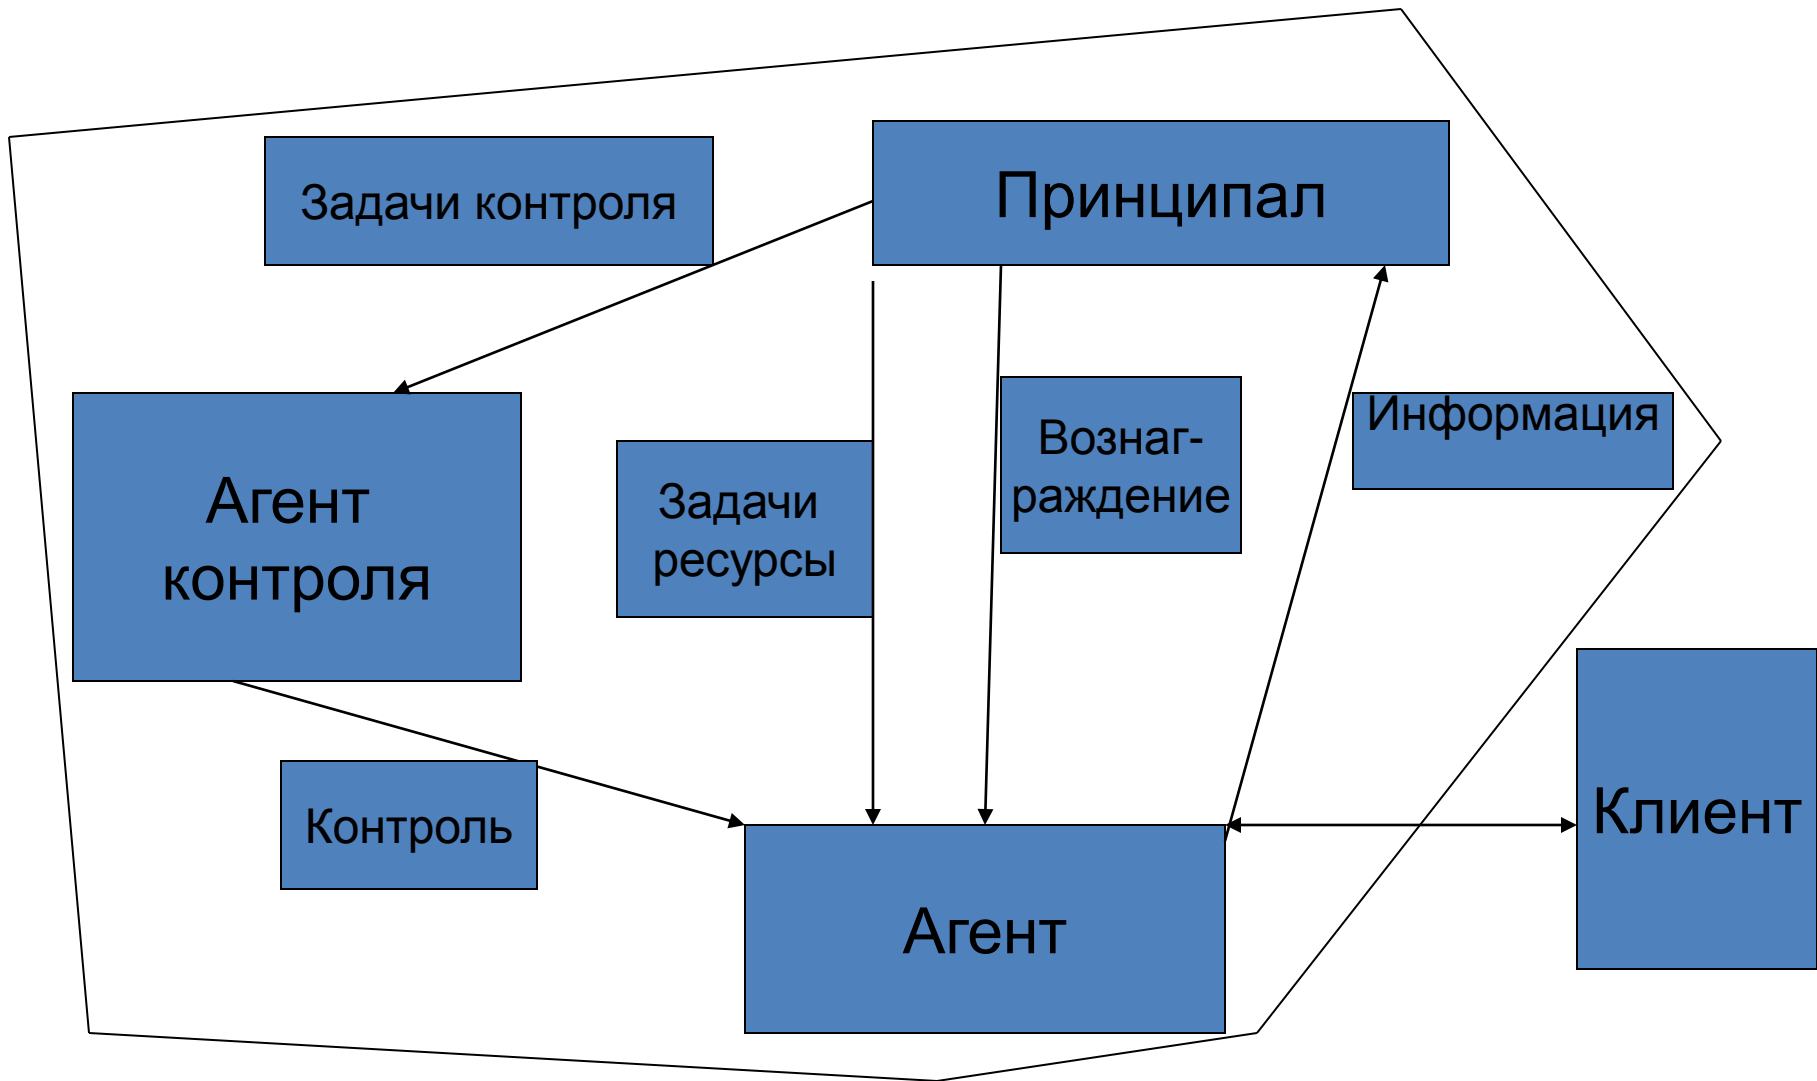 Задачи контроля
Принципал
Агент
контроля
Задачи
ресурсы
Вознаг-
раждение
Информация
Контроль
Агент
Клиент